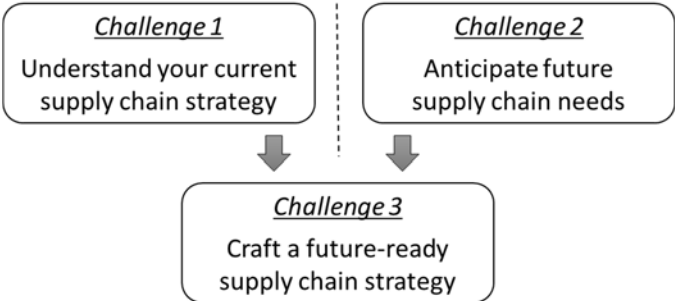 Challenge 1
Understand your current
supply chain strategy
Challenge 2
Anticipate future
supply chain needs
Challenge 3
Craft a future-ready
supply chain strategy